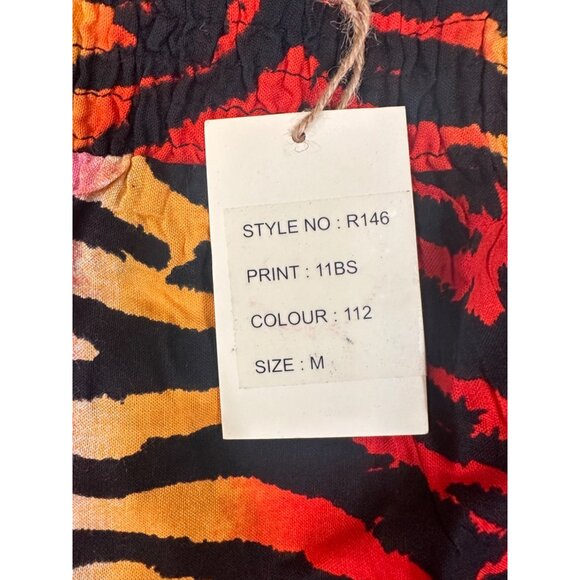 STYLE NO : R146
PRINT : 11BS
COLOUR : 112
SIZE : M